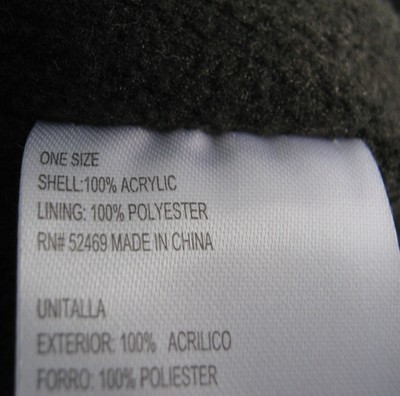 ONE SIZE
SHELL:100% ACRYLIC
LINING: 100% POLYESTER
RN# 52469 MADE IN CHINA
UNITALLA
EXTERIOR: 100% ACRILICO
FORRO: 100% POLIESTER